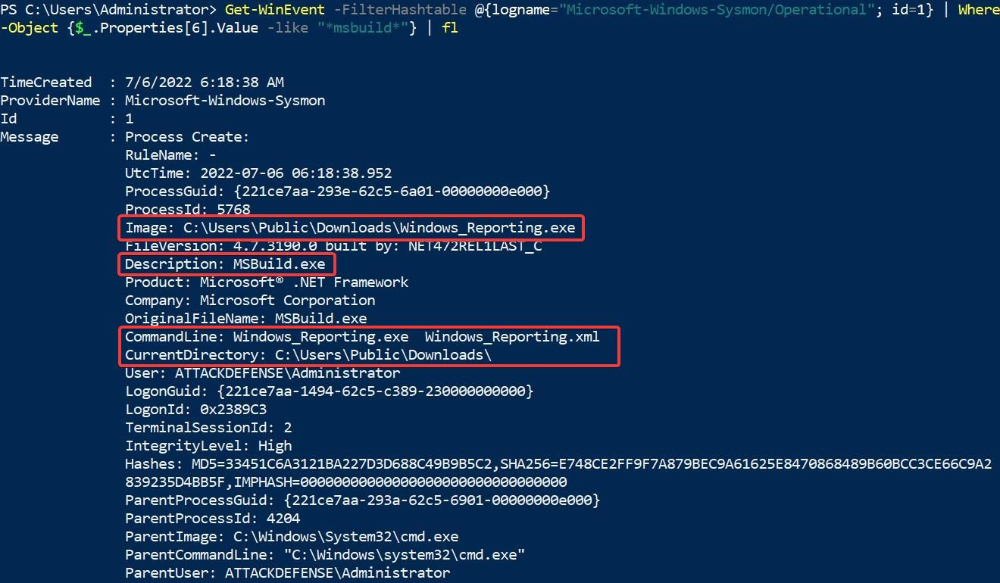 PS C:\Users\Administrator> Get-WinEvent -FilterHashtable @{logname="Microsoft-Windows-Sysmon/Operational"; id=1} | Where
-Object {$_.Properties[6].Value -like "*msbuild*"} | fl
TimeCreated  : 7/6/2022 6:18:38 AM
ProviderName : Microsoft-Windows-Sysmon
Id           : 1
Message      : Process Create:
RuleName: -
UtcTime: 2022-07-06 06:18:38.952
ProcessGuid: {221ce7aa-293e-62c5-6a01-00000000e000}
ProcessId: 5768
Image: C:\Users\Public\Downloads\Windows_Reporting.exe
FileVersion: 4.7.3190.0 built by: NET472REL1LAST_C
Description: MSBuild.exe
Product: Microsoft® .NET Framework
Company: Microsoft Corporation
OriginalFileName: MSBuild.exe
CommandLine: Windows_Reporting.exe  Windows_Reporting.xml
CurrentDirectory: C:\Users\Public\Downloads\
User: ATTACKDEFENSE\Administrator
LogonGuid: {221ce7aa-1494-62c5-c389-230000000000}
LogonId: 0x2389C3
TerminalSessionId: 2
IntegrityLevel: High
Hashes: MD5=33451C6A3121BA227D3D688C49B9B5C2,SHA256=E748CE2FF9F7A879BEC9A61625E8470868489B60BCC3CE66C9A2
839235D4BB5F,IMPHASH=00000000000000000000000000000000
ParentProcessGuid: {221ce7aa-293a-62c5-6901-00000000e000}
ParentProcessId: 4204
ParentImage: C:\Windows\System32\cmd.exe
ParentCommandLine: "C:\Windows\system32\cmd.exe"
ParentUser: ATTACKDEFENSE\Administrator